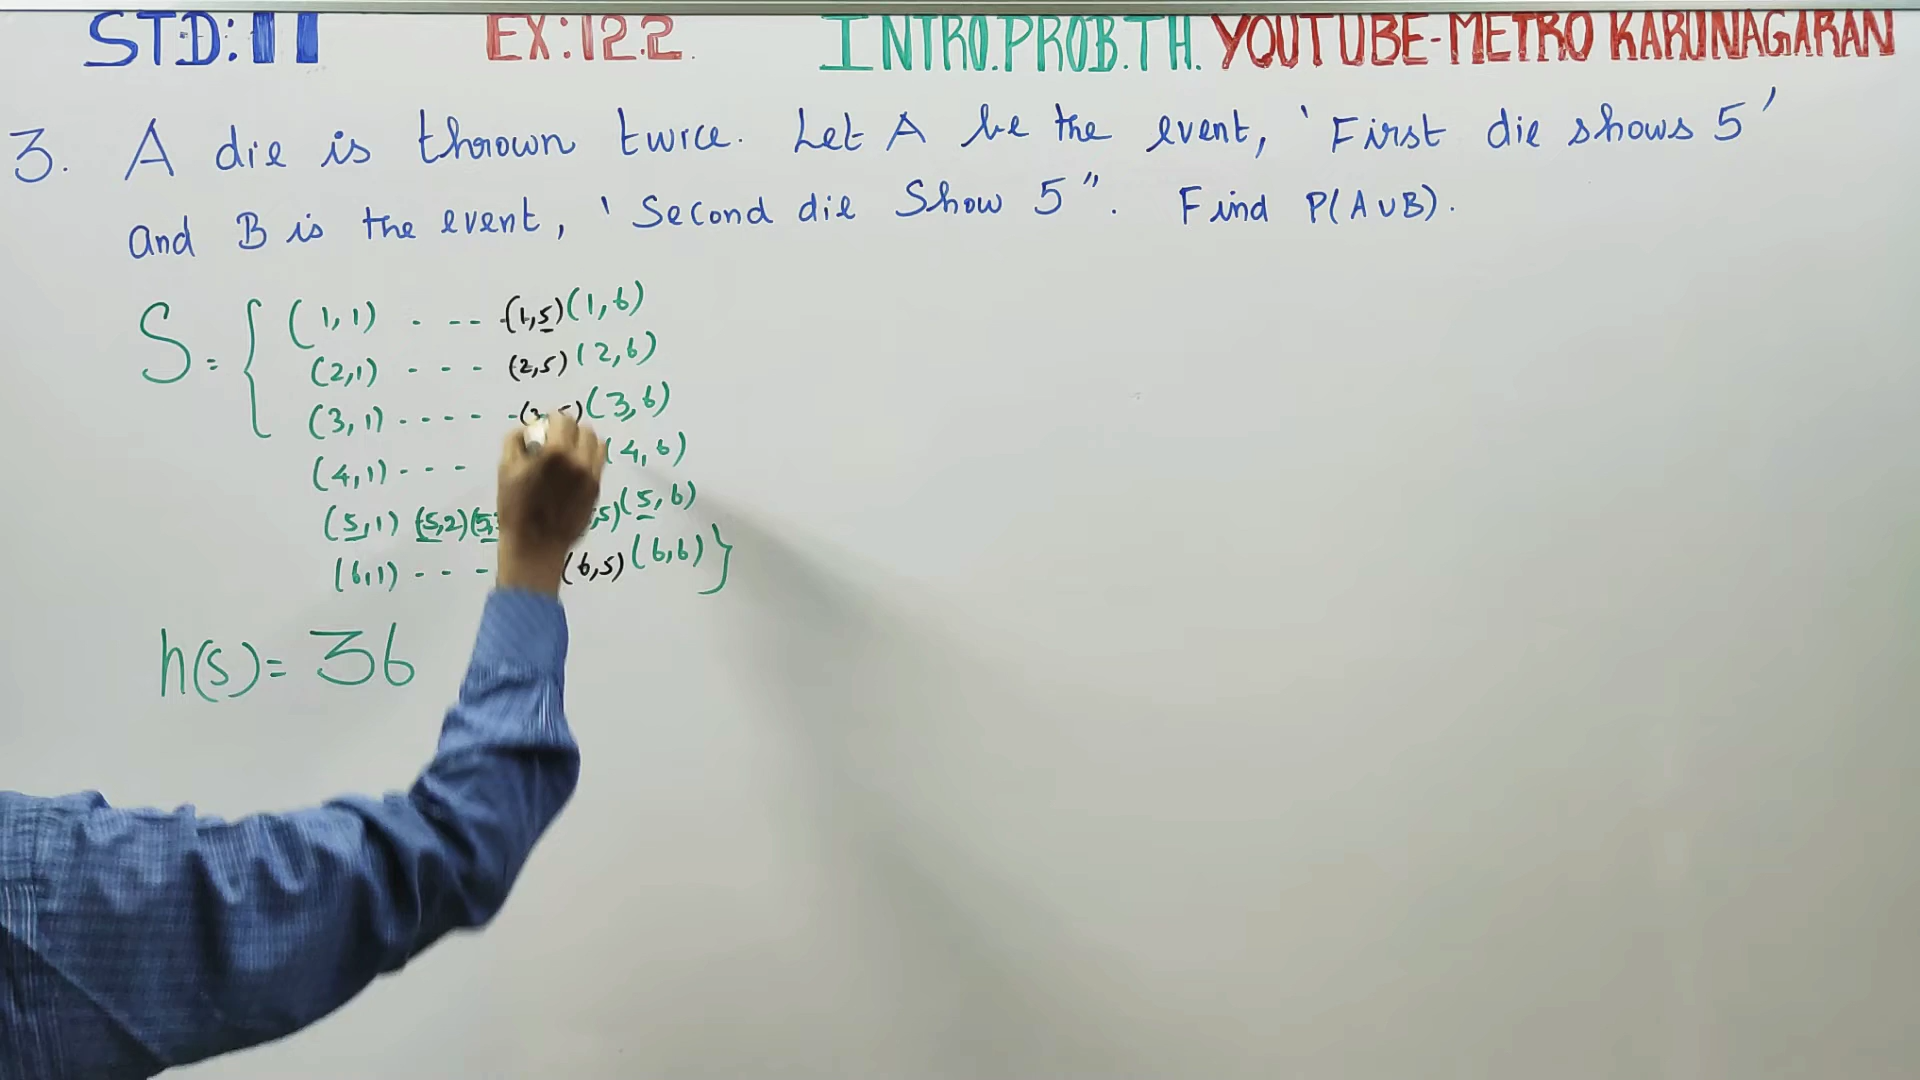 STD: 11 EX: 12.2. INTRO. PROB. TH. YOUTUBE-METRO KARUNAGARAN
3. A die is thrown twice. Let A be the event, 'First die shows 5'
and B is the event, 'Second die Show 5". Find P(A∪B).
S = { (1,1) . - - - (1,5) (1,6)
(2,1) - - - (2,5) (2,6)
(3,1) - - - - - (3,5) (3,6)
(4,1) - - - (4,6)
(5,1) (5,2) (5, ,5) (5,6)
(6,1) - - - (6,5) (6,6) }
n(s) = 36